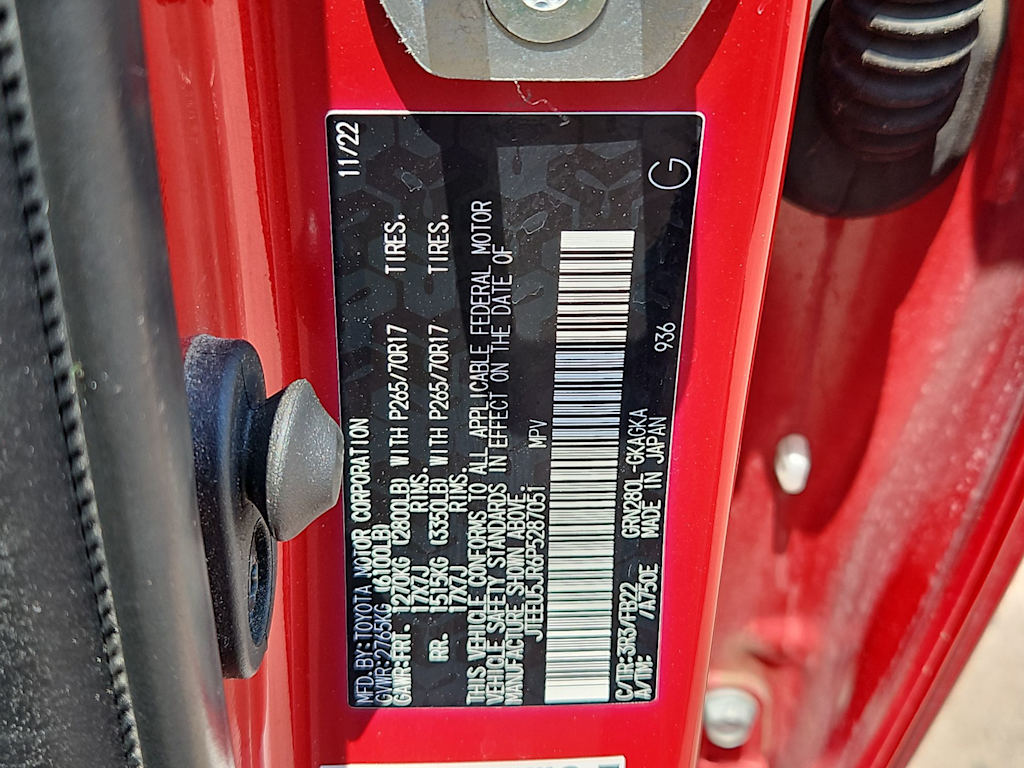 MFD.BY:TOYOTA MOTOR CORPORATION 11/22
GVWR:2765KG (6100LB)
GAWR:FRT. 1270KG (2800LB) WITH P265/70R17 TIRES.
17X7J RIMS.
RR. 1515KG (3350LB) WITH P265/70R17 TIRES.
17X7J RIMS.
THIS VEHICLE CONFORMS TO ALL APPLICABLE FEDERAL MOTOR
VEHICLE SAFETY STANDARDS IN EFFECT ON THE DATE OF
MANUFACTURE SHOWN ABOVE.
JTEEU5JR6P5287051 MPV
C/TR:3R3/FB22 GRN280L-GKAGKA 936 G
A/TM: /A750E MADE IN JAPAN